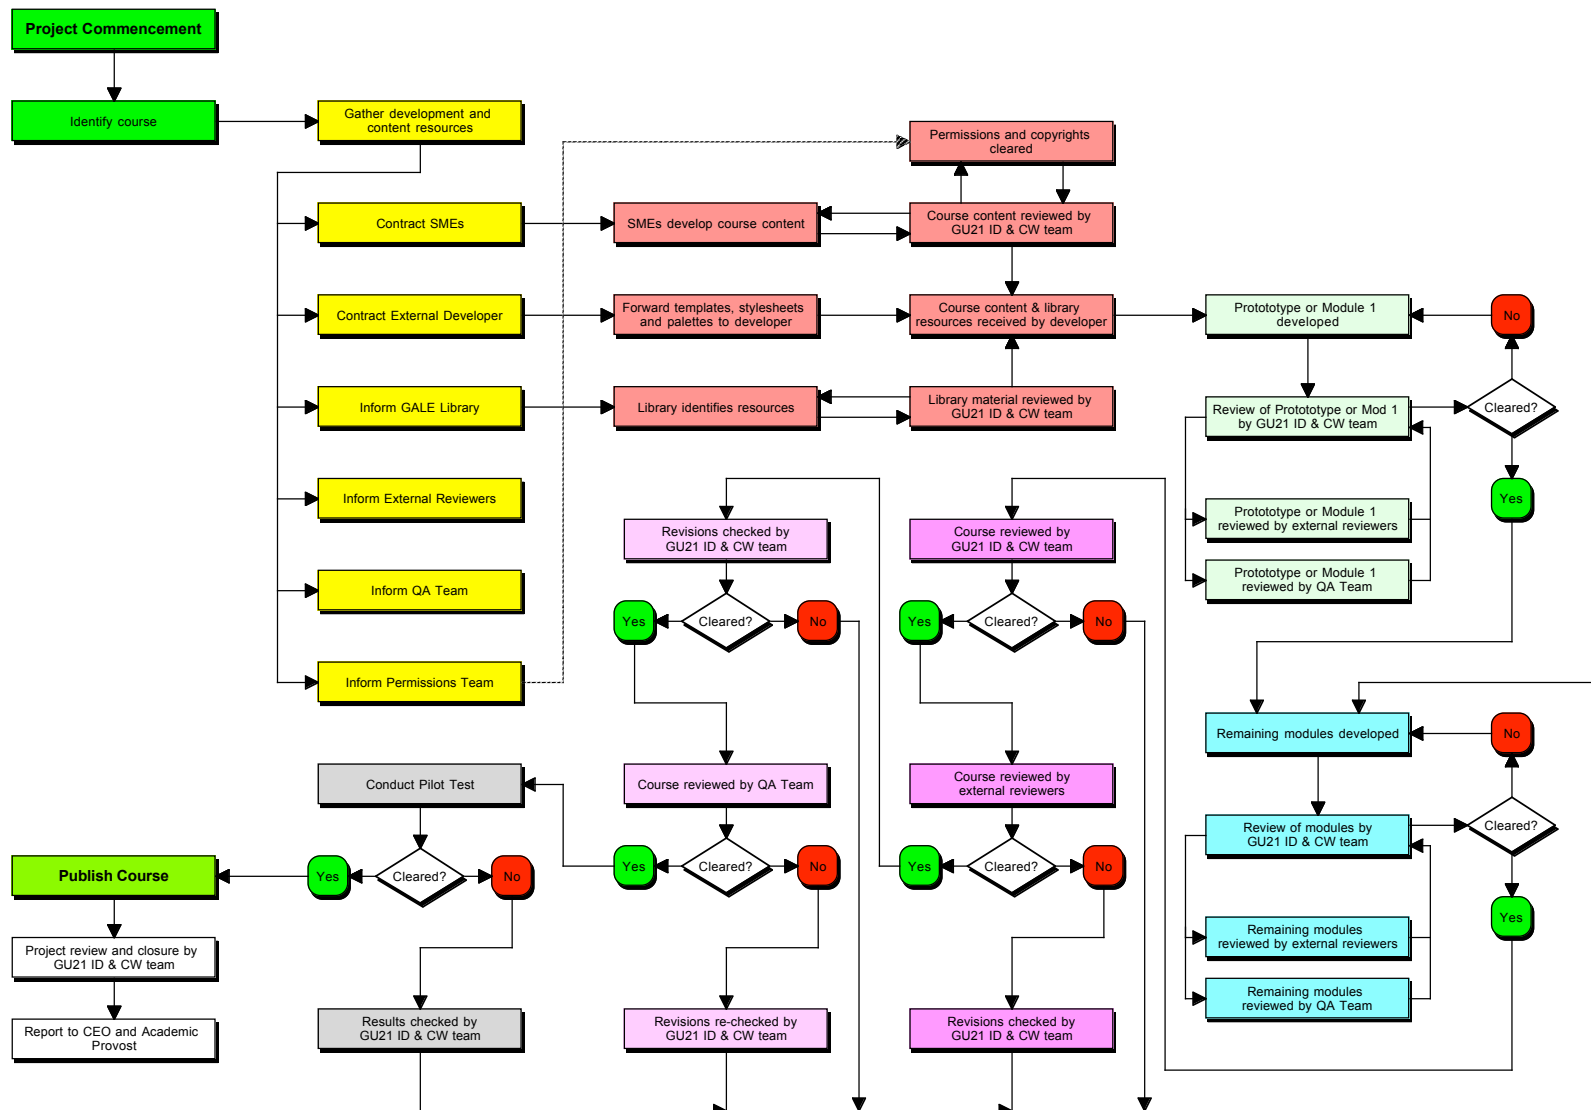 Project Commencement
Identify course
Gather development and
content resources
Permissions and copyrights
cleared
Contract SMEs
SMEs develop course content
Course content reviewed by
GU21 ID & CW team
Contract External Developer
Forward templates, stylesheets
and palettes to developer
Course content & library
resources received by developer
Prototoype or Module 1
developed
No
Inform GALE Library
Library identifies resources
Library material reviewed by
GU21 ID & CW team
Review of Prototoype or Mod 1
by GU21 ID & CW team
Cleared?
Yes
Inform External Reviewers
Prototoype or Module 1
reviewed by external reviewers
Revisions checked by
GU21 ID & CW team
Course reviewed by
GU21 ID & CW team
Inform QA Team
Prototoype or Module 1
reviewed by QA Team
Yes
Cleared?
No
Yes
Cleared?
No
Inform Permissions Team
Remaining modules developed
No
Conduct Pilot Test
Course reviewed by QA Team
Course reviewed by
external reviewers
Review of modules by
GU21 ID & CW team
Cleared?
Publish Course
Yes
Cleared?
No
Yes
Cleared?
No
Yes
Cleared?
No
Yes
Project review and closure by
GU21 ID & CW team
Remaining modules
reviewed by external reviewers
Remaining modules
reviewed by QA Team
Report to CEO and Academic
Provost
Results checked by
GU21 ID & CW team
Revisions re-checked by
GU21 ID & CW team
Revisions checked by
GU21 ID & CW team